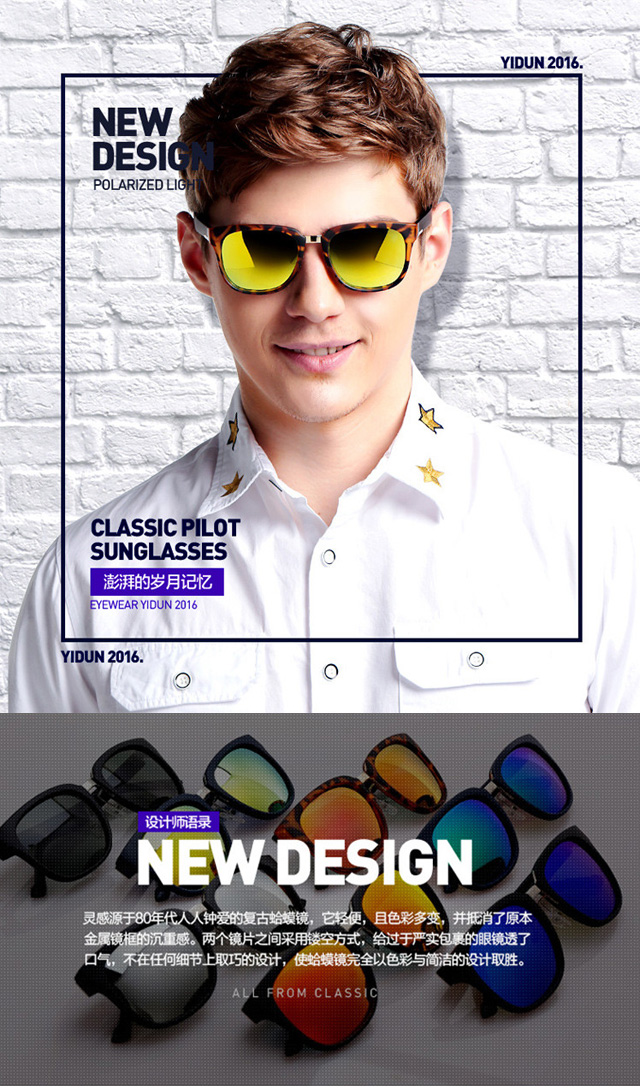 YIDUN 2016.
NEW
DESIGN
POLARIZED LIGHT
CLASSIC PILOT
SUNGLASSES
澎湃的岁月记忆
EYEWEAR YIDUN 2016
YIDUN 2016.
设计师语录
NEW DESIGN
灵感源于80年代人人钟爱的复古蛤蟆镜，它轻便，且色彩多变，并抵消了原本
金属镜框的沉重感。两个镜片之间采用镂空方式，给过于严实包裹的眼镜透了
口气，不在任何细节上取巧的设计，使蛤蟆镜完全以色彩与简洁的设计取胜。
ALL FROM CLASSIC